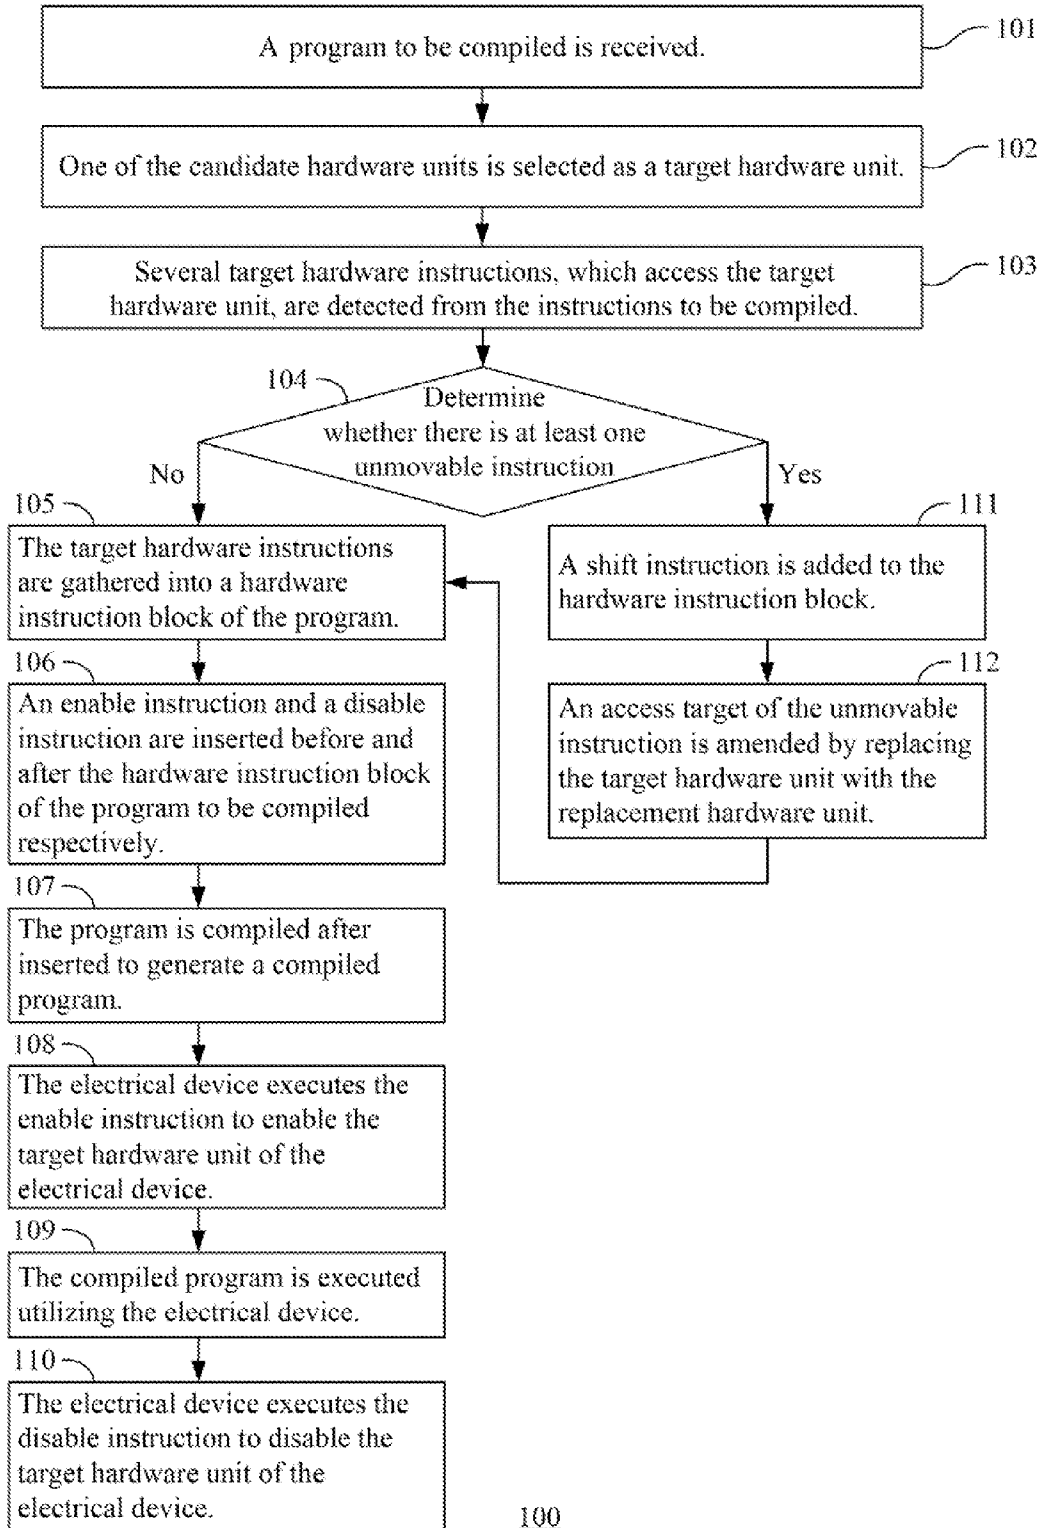 A program to be compiled is received.
101
One of the candidate hardware units is selected as a target hardware unit.
102
Several target hardware instructions, which access the target
hardware unit, are detected from the instructions to be compiled.
103
104
Determine
whether there is at least one
unmovable instruction
No
Yes
105
The target hardware instructions
are gathered into a hardware
instruction block of the program.
111
A shift instruction is added to the
hardware instruction block.
106
An enable instruction and a disable
instruction are inserted before and
after the hardware instruction block
of the program to be compiled
respectively.
112
An access target of the unmovable
instruction is amended by replacing
the target hardware unit with the
replacement hardware unit.
107
The program is compiled after
inserted to generate a compiled
program.
108
The electrical device executes the
enable instruction to enable the
target hardware unit of the
electrical device.
109
The compiled program is executed
utilizing the electrical device.
110
The electrical device executes the
disable instruction to disable the
target hardware unit of the
electrical device.
100